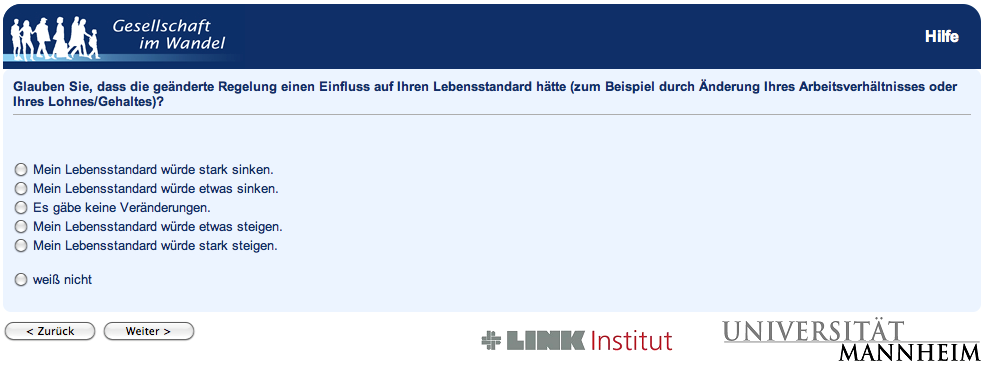 Gesellschaft
im Wandel
Hilfe
Glauben Sie, dass die geänderte Regelung einen Einfluss auf Ihren Lebensstandard hätte (zum Beispiel durch Änderung Ihres Arbeitsverhältnisses oder
Ihres Lohnes/Gehaltes)?
Mein Lebensstandard würde stark sinken.
Mein Lebensstandard würde etwas sinken.
Es gäbe keine Veränderungen.
Mein Lebensstandard würde etwas steigen.
Mein Lebensstandard würde stark steigen.
weiß nicht
< Zurück
Weiter >
LINK Institut
UNIVERSITÄT
MANNHEIM